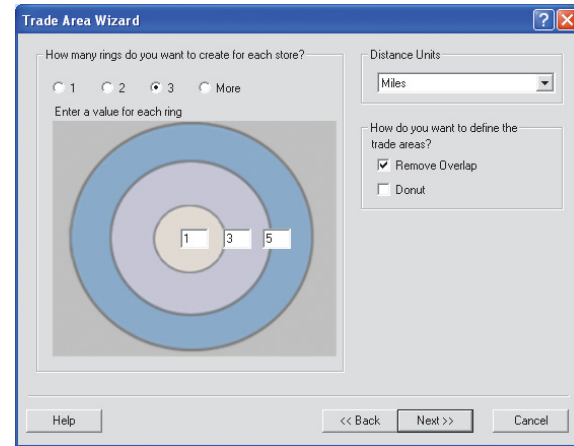 Trade Area Wizard
How many rings do you want to create for each store?
1 2 3 More
Enter a value for each ring
1 3 5
Distance Units
Miles
How do you want to define the
trade areas?
Remove Overlap
Donut
Help
<< Back
Next >>
Cancel